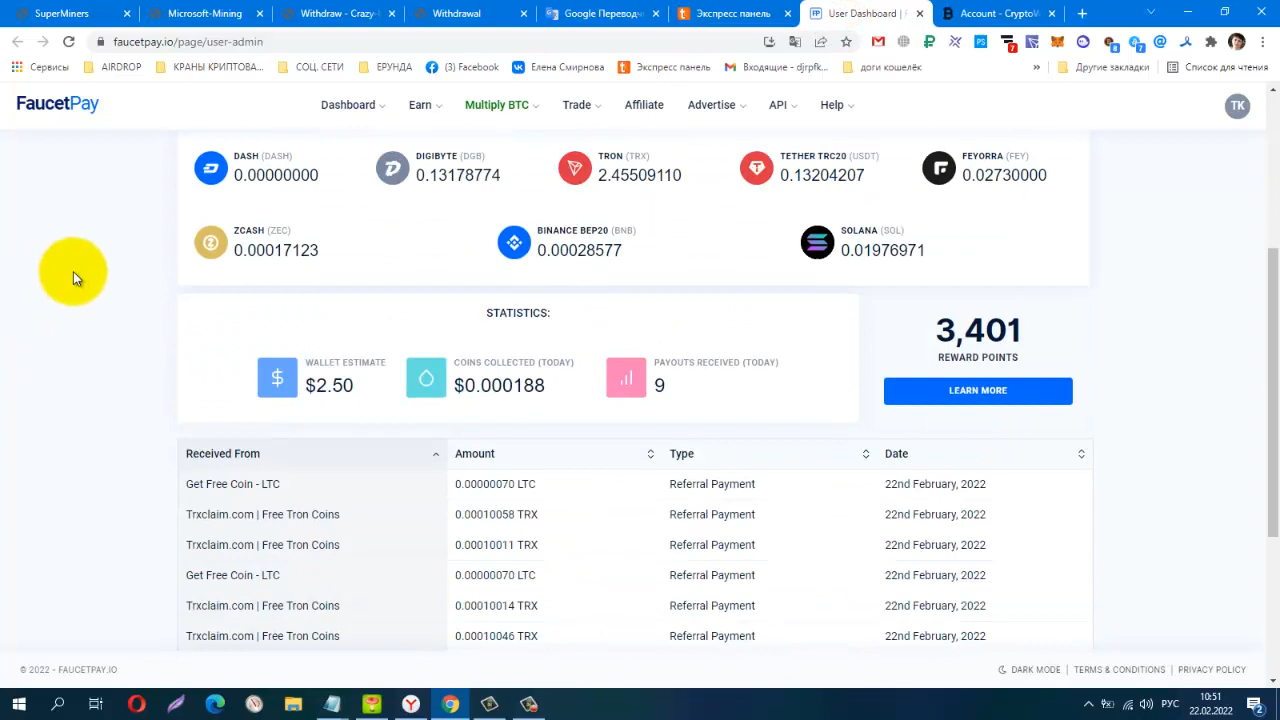 SuperMiners
Microsoft-Mining
Withdraw - Crazy-
Withdrawal
Google Переводч
Экспресс панель
User Dashboard |
Account - CryptoW
faucetpay.io/page/user-admin
Сервисы
AIRDROP
КРАНЫ КРИПТОВА...
СОЦ. СЕТИ
ЕРУНДА
(3) Facebook
Елена Смирнова
Экспресс панель
Входящие - djrpfk...
доги кошелёк
»
Другие закладки
Список для чтения
FaucetPay
Dashboard
Earn
Multiply BTC
Trade
Affiliate
Advertise
API
Help
TK
DASH (DASH)
0.00000000
DIGIBYTE (DGB)
0.13178774
TRON (TRX)
2.45509110
TETHER TRC20 (USDT)
0.13204207
FEYORRA (FEY)
0.02730000
ZCASH (ZEC)
0.00017123
BINANCE BEP20 (BNB)
0.00028577
SOLANA (SOL)
0.01976971
STATISTICS:
WALLET ESTIMATE
$2.50
COINS COLLECTED (TODAY)
$0.000188
PAYOUTS RECEIVED (TODAY)
9
3,401
REWARD POINTS
LEARN MORE
Received From Amount Type Date
Get Free Coin - LTC 0.00000070 LTC Referral Payment 22nd February, 2022
Trxclaim.com | Free Tron Coins 0.00010058 TRX Referral Payment 22nd February, 2022
Trxclaim.com | Free Tron Coins 0.00010011 TRX Referral Payment 22nd February, 2022
Get Free Coin - LTC 0.00000070 LTC Referral Payment 22nd February, 2022
Trxclaim.com | Free Tron Coins 0.00010014 TRX Referral Payment 22nd February, 2022
Trxclaim.com | Free Tron Coins 0.00010046 TRX Referral Payment 22nd February, 2022
© 2022 - FAUCETPAY.IO
DARK MODE | TERMS & CONDITIONS | PRIVACY POLICY
РУС
10:51
22.02.2022
2